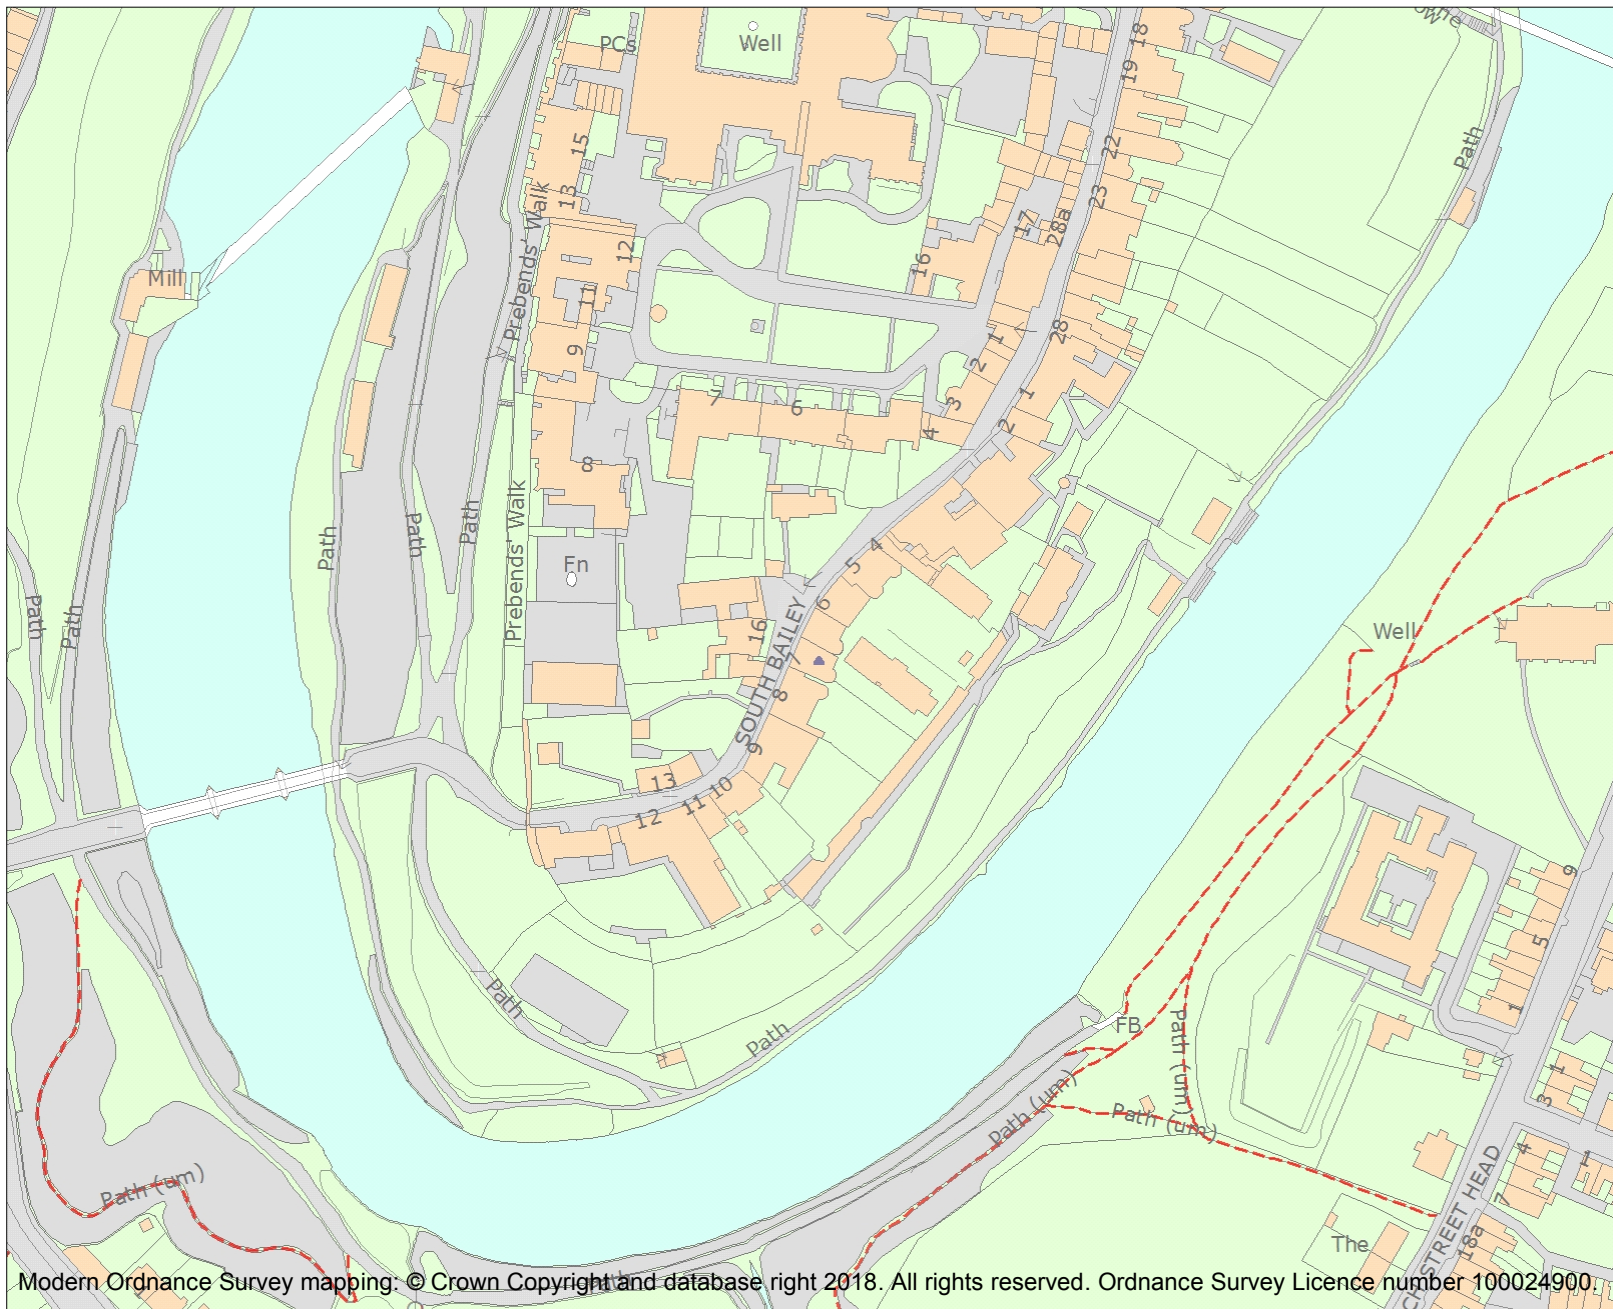 PCs
Well
18
19
22
23
Path
15
13
Prebends' Walk
12
17
28a
16
Mill
11
9
28
1
2
3
7
6
4
1
2
8
Prebends' Walk
Path
Path
Path
Fn
4
5
6
16
7
8
9
SOUTH BAILEY
Path
Path
Well
13
12
11
10
9
5
1
Path
Path
FB
Path (um)
Path (um)
Path (um)
1
3
4
1
7
18a
The
Path (um)
Path
Modern Ordnance Survey mapping: © Crown Copyright and database right 2018. All rights reserved. Ordnance Survey Licence number 100024900.